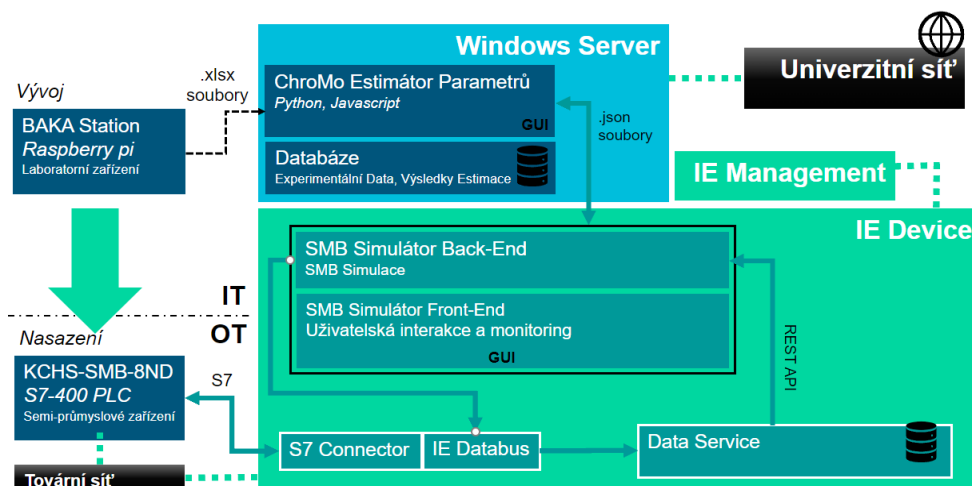 Windows Server
Univerzitní síť
.xlsx
soubory
ChroMo Estimátor Parametrů
Python, Javascript
GUI
.json
soubory
Vývoj
BAKA Station
Raspberry pi
Laboratorní zařízení
Databáze
Experimentální Data, Výsledky Estimace
IE Management
IE Device
SMB Simulátor Back-End
SMB Simulace
IT
OT
SMB Simulátor Front-End
Uživatelská interakce a monitoring
GUI
REST API
Nasazení
KCHS-SMB-8ND
S7-400 PLC
Semi-průmyslové zařízení
S7
S7 Connector
IE Databus
Data Service
Tovární síť